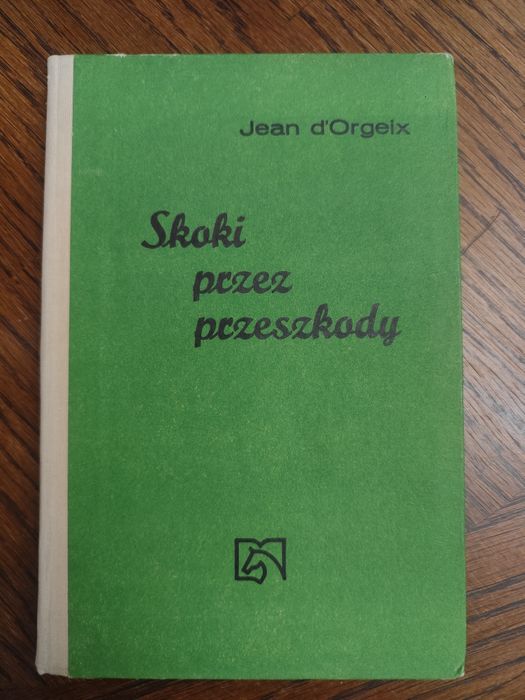 Jean d'Orgeix
Skoki
przez
przeszkody